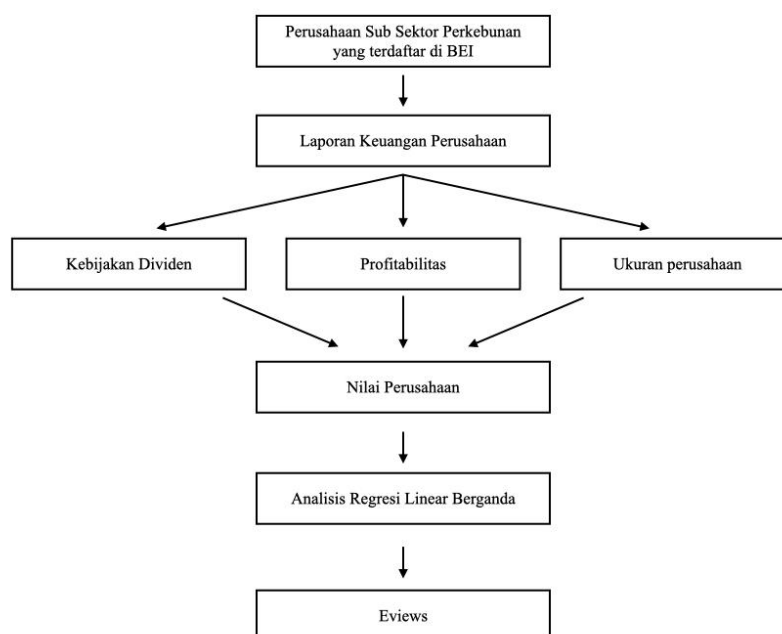 Perusahaan Sub Sektor Perkebunan
yang terdaftar di BEI
Laporan Keuangan Perusahaan
Kebijakan Dividen
Profitabilitas
Ukuran perusahaan
Nilai Perusahaan
Analisis Regresi Linear Berganda
Eviews